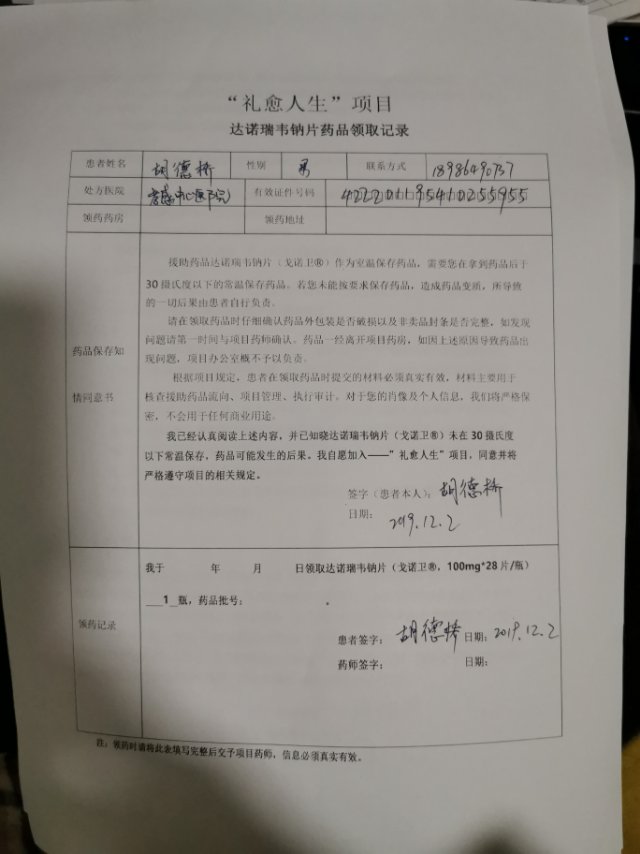 “礼愈人生”项目
达诺瑞韦钠片药品领取记录
患者姓名 胡德桥 性别 男 联系方式 18986490737
处方医院 孝感中心医院 有效证件号码 422201195410255955
领药药房 领药地址
药品保存知情同意书
援助药品达诺瑞韦钠片（戈诺卫®）作为室温保存药品，需要您在拿到药品后于
30摄氏度以下的常温保存药品。若您未能按要求保存药品，造成药品变质，所导致
的一切后果由患者自行负责。
请在领取药品时仔细确认药品外包装是否破损以及非卖品封条是否完整，如发现
问题请第一时间与项目药师确认。药品一经离开项目药房，如因上述原因导致药品出
现问题，项目办公室概不予以负责。
根据项目规定，患者在领取药品时提交的材料必须真实有效，材料主要用于
核查援助药品流向、项目管理、执行审计。对于您的肖像及个人信息，我们将严格保
密，不会用于任何商业用途。
我已经认真阅读上述内容，并已知晓达诺瑞韦钠片（戈诺卫®）未在30摄氏度
以下常温保存，药品可能发生的后果。我自愿加入——”礼愈人生”项目，同意并将
严格遵守项目的相关规定。
签字（患者本人）：胡德桥
日期：2019.12.2
领药记录
我于 年 月 日领取达诺瑞韦钠片（戈诺卫®，100mg*28片/瓶）
1 瓶，药品批号： 。
患者签字：胡德桥 日期：2019.12.2
药师签字： 日期：
注：领药时请将此表填写完整后交予项目药师，信息必须真实有效。